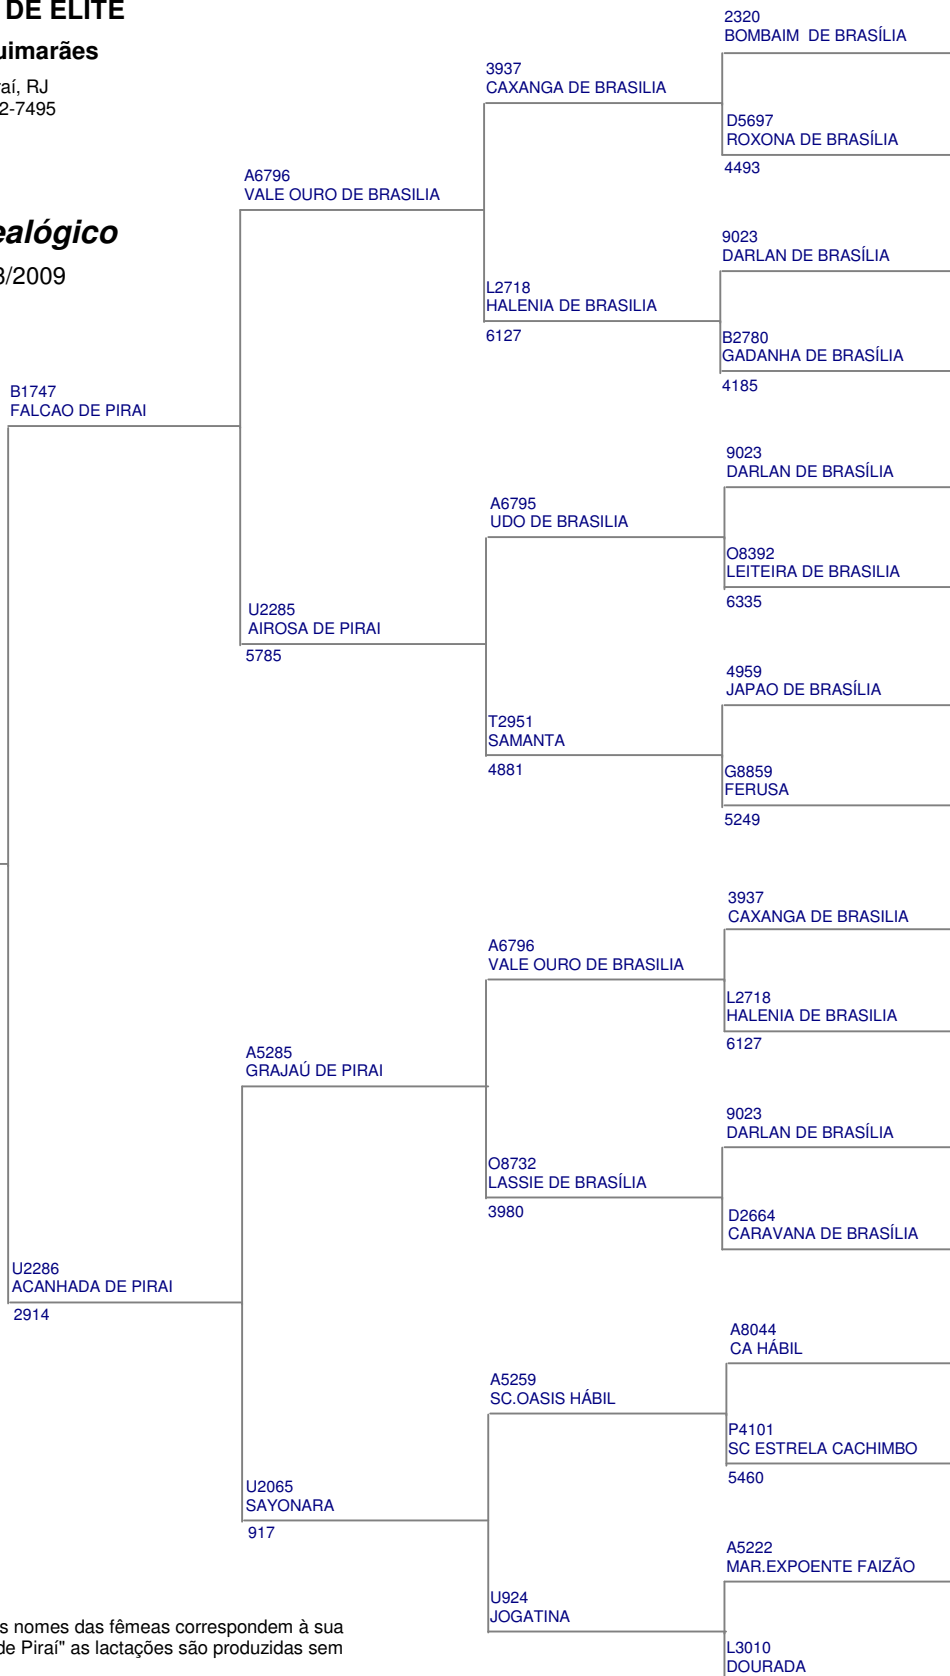 DE ELITE
uimarães
aí, RJ
2-7495
ealógico
3/2009
2320
BOMBAIM DE BRASÍLIA
3937
CAXANGA DE BRASILIA
D5697
ROXONA DE BRASÍLIA
4493
A6796
VALE OURO DE BRASILIA
9023
DARLAN DE BRASÍLIA
L2718
HALENIA DE BRASILIA
6127
B2780
GADANHA DE BRASÍLIA
4185
B1747
FALCAO DE PIRAI
9023
DARLAN DE BRASÍLIA
A6795
UDO DE BRASILIA
O8392
LEITEIRA DE BRASILIA
6335
U2285
AIROSA DE PIRAI
5785
4959
JAPAO DE BRASÍLIA
T2951
SAMANTA
4881
G8859
FERUSA
5249
3937
CAXANGA DE BRASILIA
A6796
VALE OURO DE BRASILIA
L2718
HALENIA DE BRASILIA
6127
A5285
GRAJAÚ DE PIRAI
9023
DARLAN DE BRASÍLIA
O8732
LASSIE DE BRASÍLIA
3980
D2664
CARAVANA DE BRASÍLIA
U2286
ACANHADA DE PIRAI
2914
A8044
CA HÁBIL
A5259
SC.OASIS HÁBIL
P4101
SC ESTRELA CACHIMBO
5460
U2065
SAYONARA
917
A5222
MAR.EXPOENTE FAIZÃO
U924
JOGATINA
L3010
DOURADA
s nomes das fêmeas correspondem à sua
de Piraí" as lactações são produzidas sem